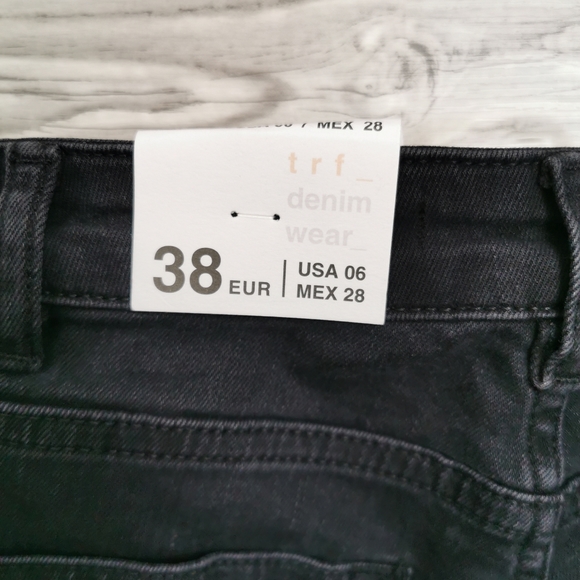 MEX 28
trf_
denim
wear_
38 EUR
USA 06
MEX 28